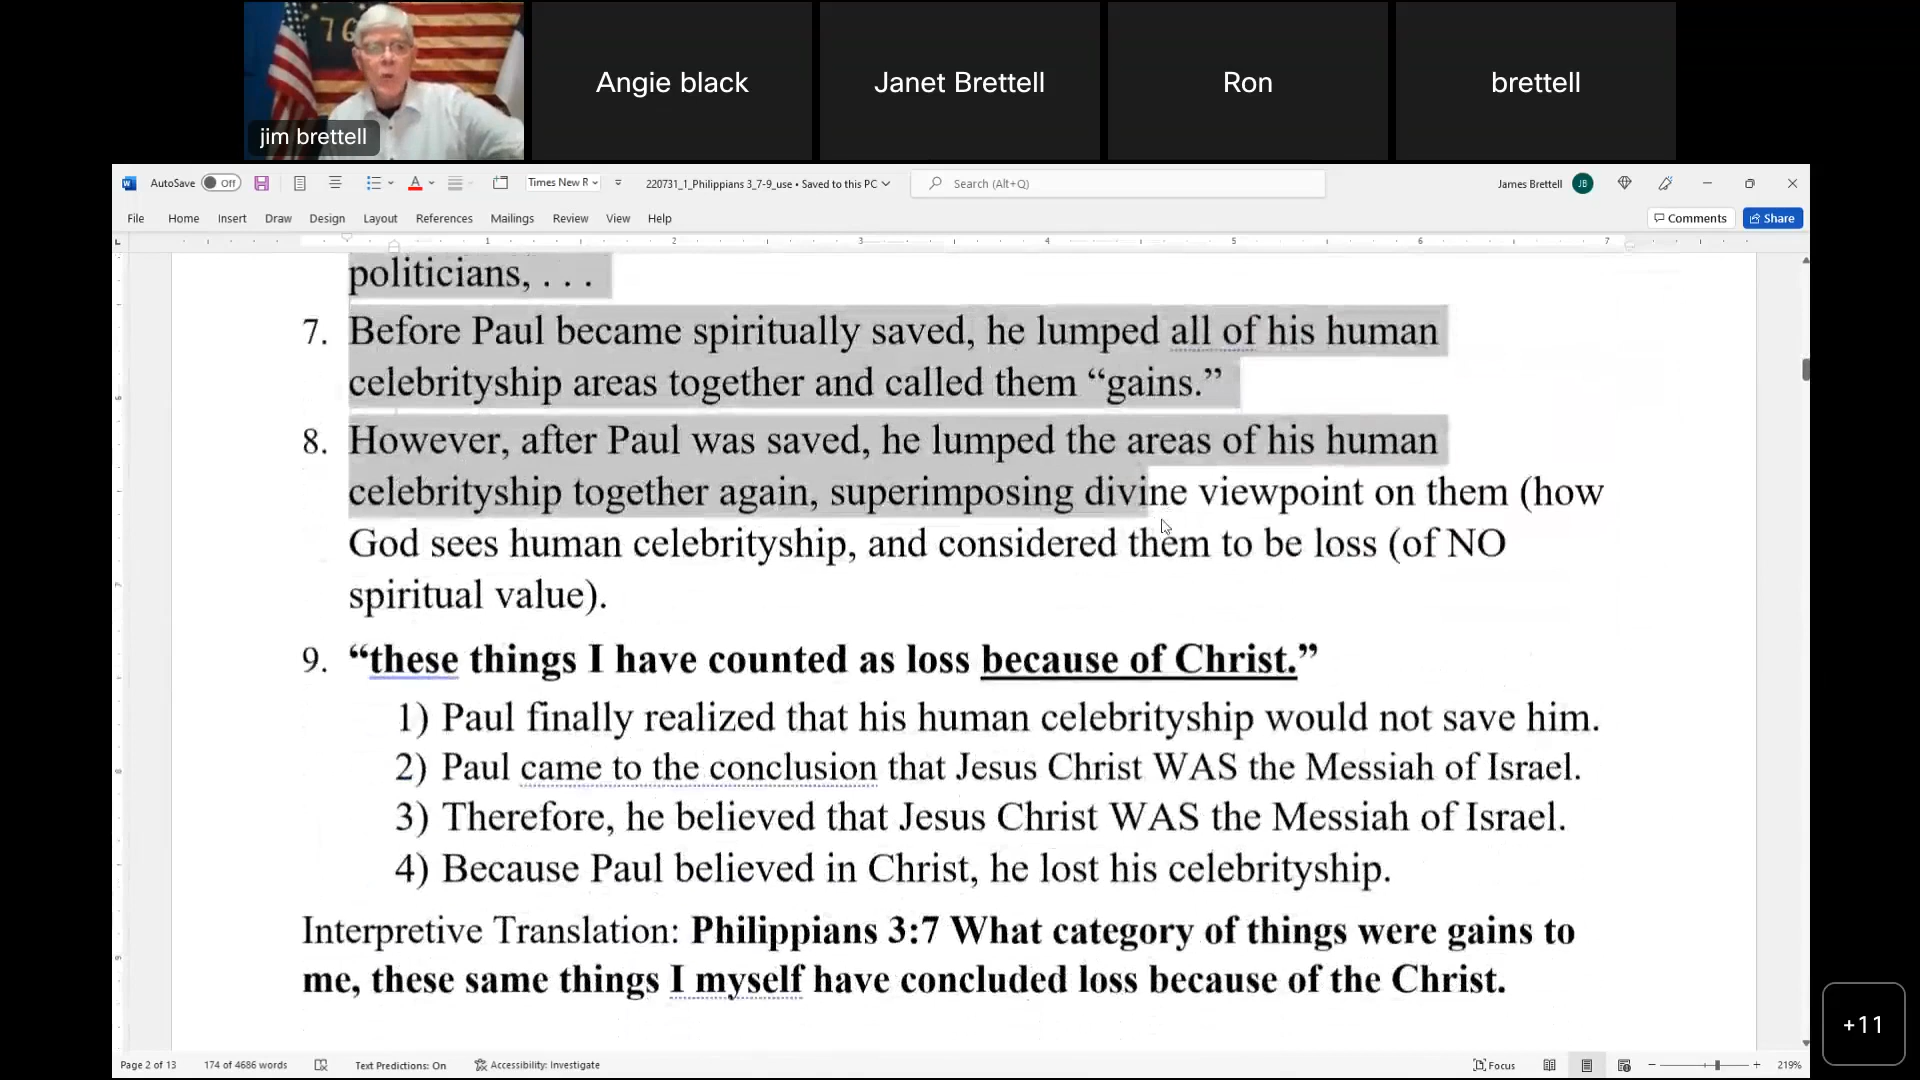 76
jim brettell
Angie black
Janet Brettell
Ron
brettell
AutoSave Off
Times New R
220731_1_Philippians 3_7-9_use • Saved to this PC
Search (Alt+Q)
James Brettell
JB
File Home Insert Draw Design Layout References Mailings Review View Help
Comments
Share
1 2 3 4 5 6 7
politicians, . . .
7. Before Paul became spiritually saved, he lumped all of his human
celebrityship areas together and called them “gains.”
8. However, after Paul was saved, he lumped the areas of his human
celebrityship together again, superimposing divine viewpoint on them (how
God sees human celebrityship, and considered them to be loss (of NO
spiritual value).
9. “these things I have counted as loss because of Christ.”
1) Paul finally realized that his human celebrityship would not save him.
2) Paul came to the conclusion that Jesus Christ WAS the Messiah of Israel.
3) Therefore, he believed that Jesus Christ WAS the Messiah of Israel.
4) Because Paul believed in Christ, he lost his celebrityship.
Interpretive Translation: Philippians 3:7 What category of things were gains to
me, these same things I myself have concluded loss because of the Christ.
+11
Page 2 of 13
174 of 4686 words
Text Predictions: On
Accessibility: Investigate
Focus
219%